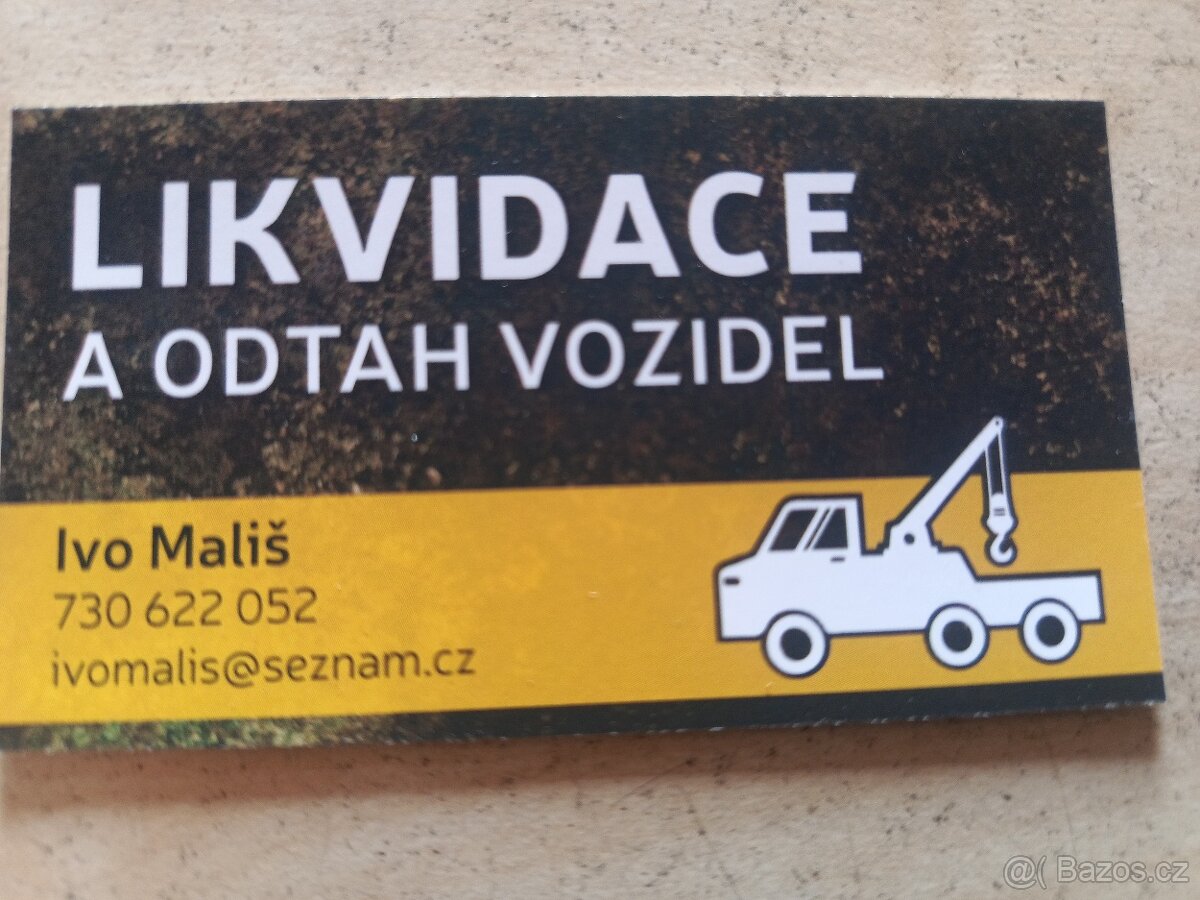 LIKVIDACE
A ODTAH VOZIDEL
Ivo Mališ
730 622 052
ivomalis@seznam.cz
@( Bazos.cz